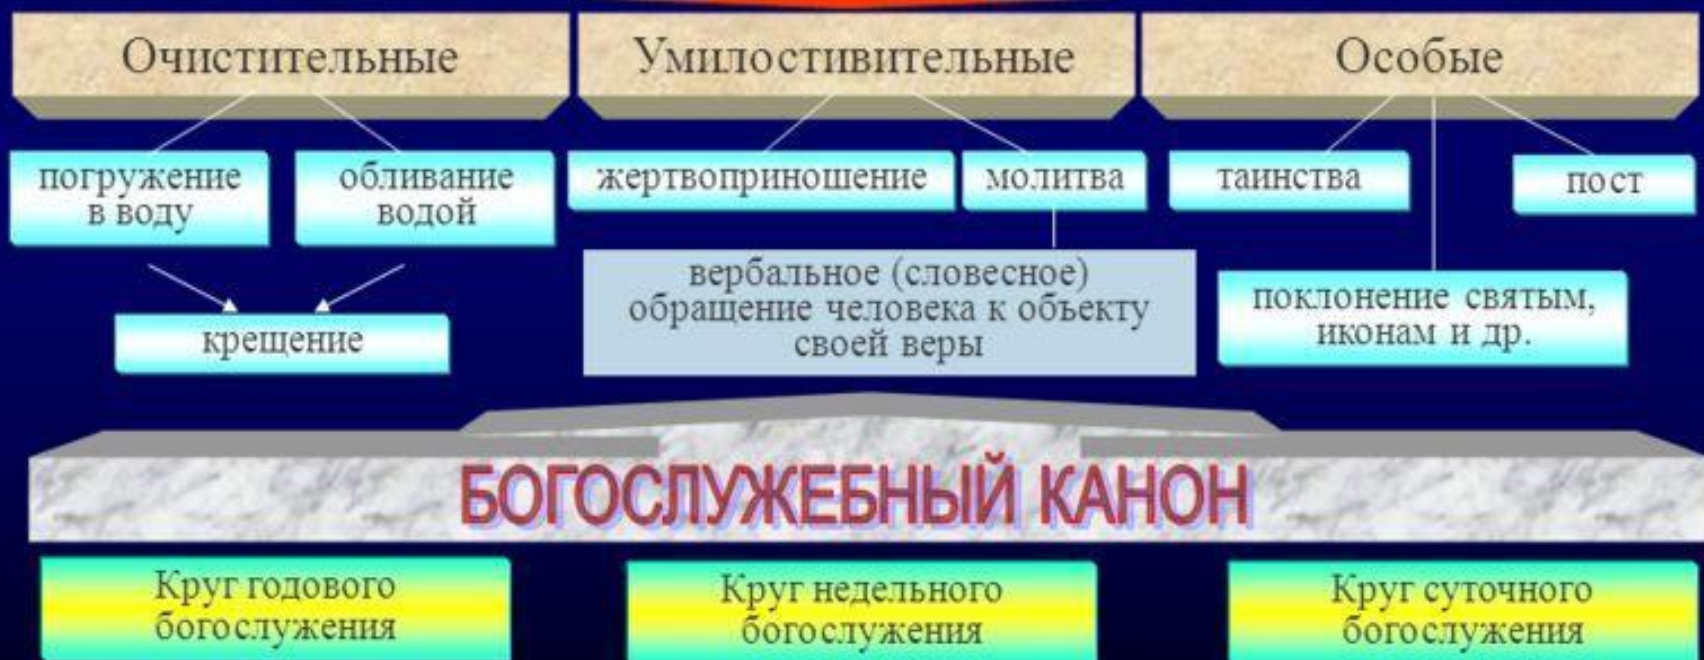 Очистительные
Умилостивительные
Особые
погружение
в воду
обливание
водой
жертвоприношение
молитва
таинства
пост
вербальное (словесное)
обращение человека к объекту
своей веры
поклонение святым,
иконам и др.
крещение
БОГОСЛУЖЕБНЫЙ КАНОН
Круг годового
богослужения
Круг недельного
богослужения
Круг суточного
богослужения